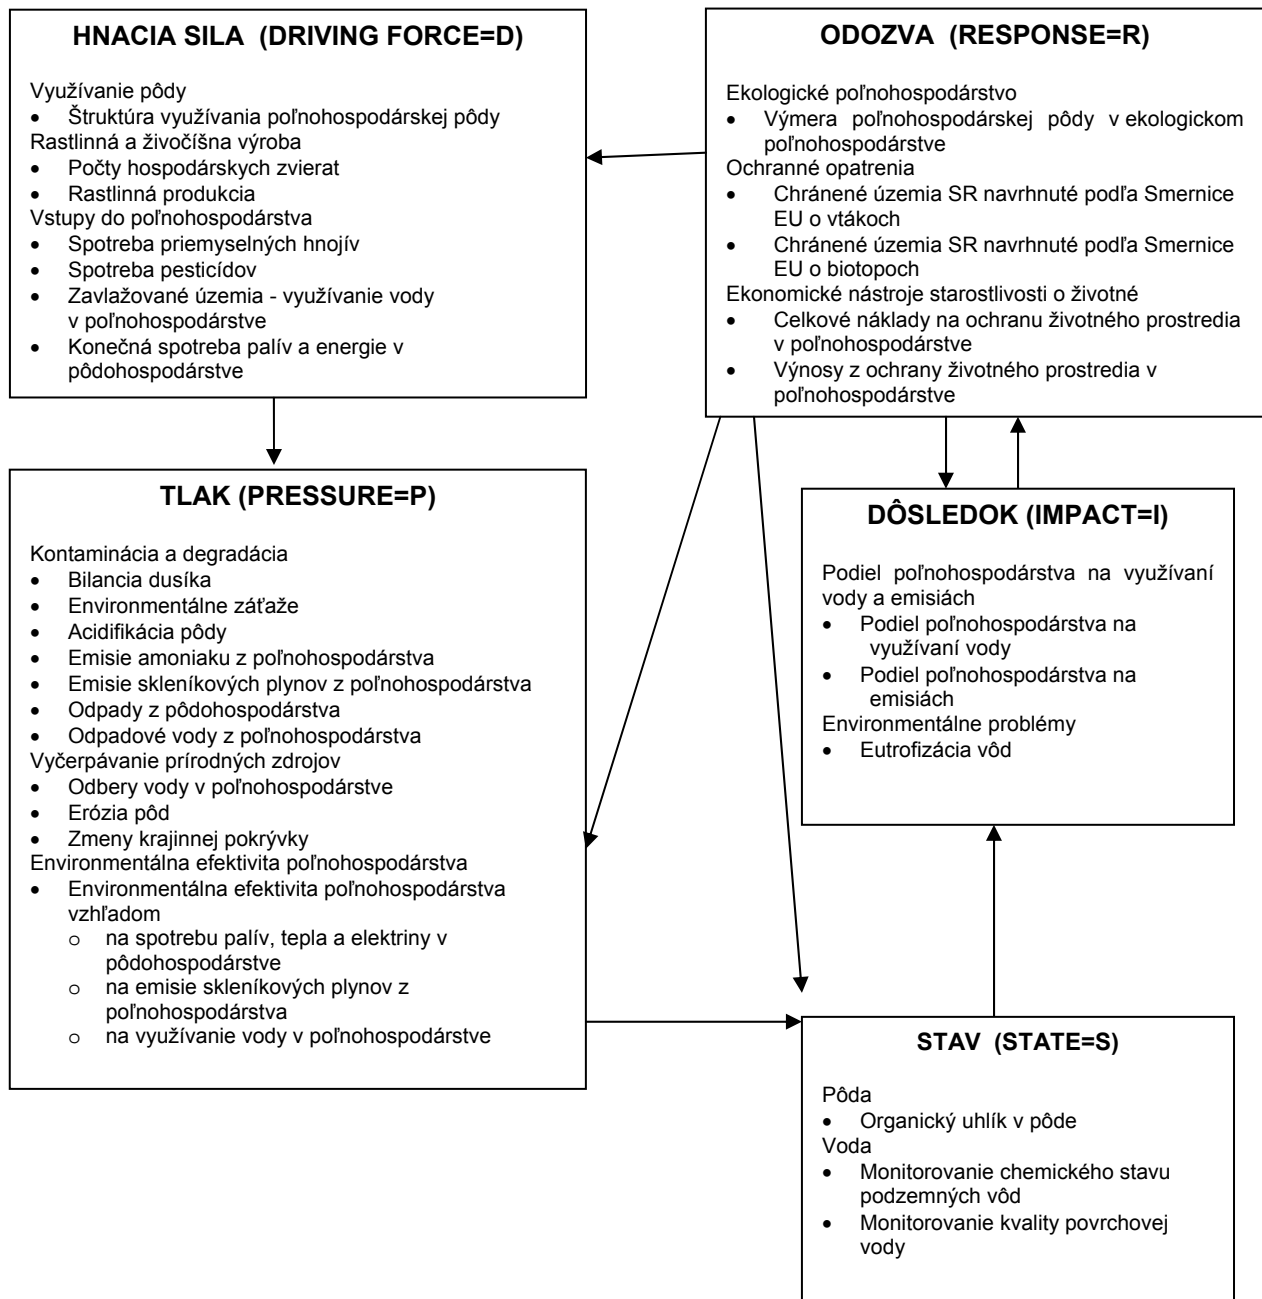 HNACIA SILA (DRIVING FORCE=D)
Využívanie pôdy
• Štruktúra využívania poľnohospodárskej pôdy
Rastlinná a živočíšna výroba
• Počty hospodárskych zvierat
• Rastlinná produkcia
Vstupy do poľnohospodárstva
• Spotreba priemyselných hnojív
• Spotreba pesticídov
• Zavlažované územia - využívanie vody
v poľnohospodárstve
• Konečná spotreba palív a energie v
pôdohospodárstve
ODOZVA (RESPONSE=R)
Ekologické poľnohospodárstvo
• Výmera poľnohospodárskej pôdy v ekologickom
poľnohospodárstve
Ochranné opatrenia
• Chránené územia SR navrhnuté podľa Smernice
EU o vtákoch
• Chránené územia SR navrhnuté podľa Smernice
EU o biotopoch
Ekonomické nástroje starostlivosti o životné
• Celkové náklady na ochranu životného prostredia
v poľnohospodárstve
• Výnosy z ochrany životného prostredia v
poľnohospodárstve
TLAK (PRESSURE=P)
Kontaminácia a degradácia
• Bilancia dusíka
• Environmentálne záťaže
• Acidifikácia pôdy
• Emisie amoniaku z poľnohospodárstva
• Emisie skleníkových plynov z poľnohospodárstva
• Odpady z pôdohospodárstva
• Odpadové vody z poľnohospodárstva
Vyčerpávanie prírodných zdrojov
• Odbery vody v poľnohospodárstve
• Erózia pôd
• Zmeny krajinnej pokrývky
Environmentálna efektivita poľnohospodárstva
• Environmentálna efektivita poľnohospodárstva
vzhľadom
o na spotrebu palív, tepla a elektriny v
pôdohospodárstve
o na emisie skleníkových plynov z
poľnohospodárstva
o na využívanie vody v poľnohospodárstve
DÔSLEDOK (IMPACT=I)
Podiel poľnohospodárstva na využívaní
vody a emisiách
• Podiel poľnohospodárstva na
využívaní vody
• Podiel poľnohospodárstva na
emisiách
Environmentálne problémy
• Eutrofizácia vôd
STAV (STATE=S)
Pôda
• Organický uhlík v pôde
Voda
• Monitorovanie chemického stavu
podzemných vôd
• Monitorovanie kvality povrchovej
vody